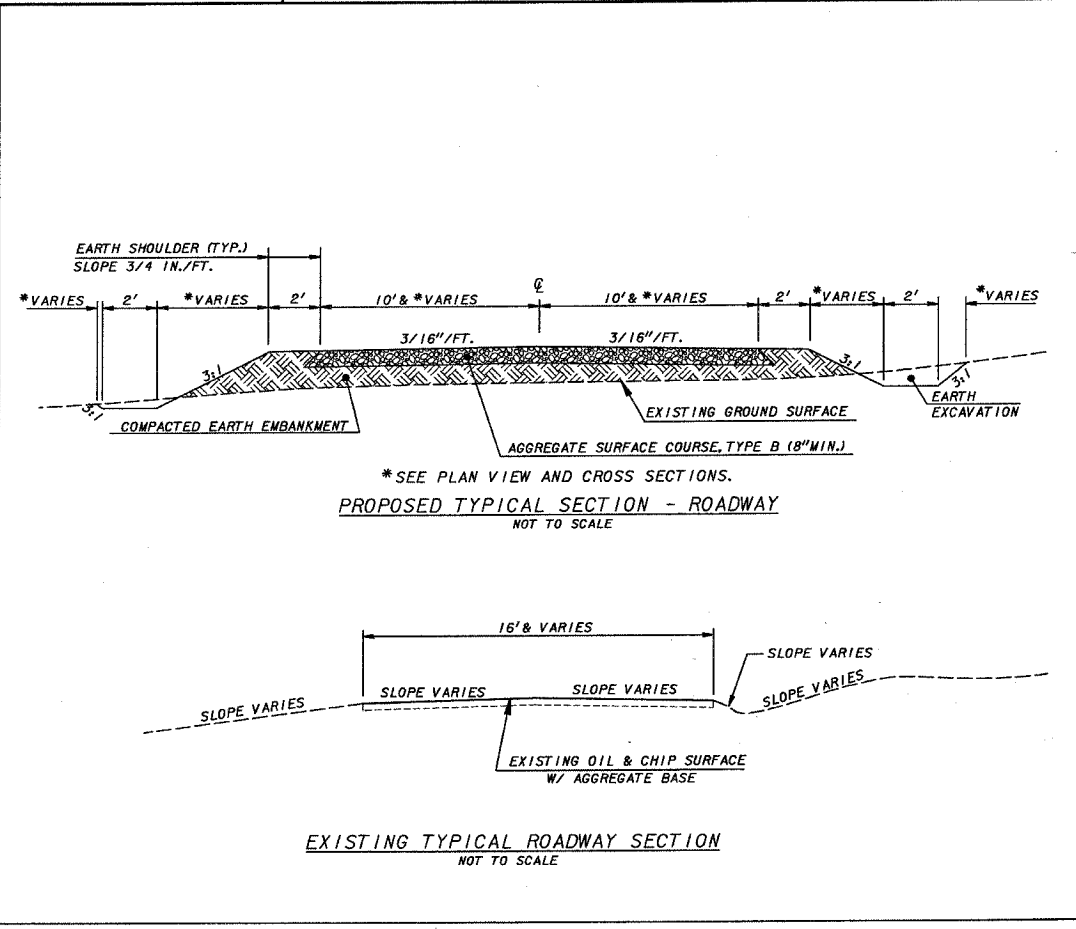 EARTH SHOULDER (TYP.)
SLOPE 3/4 IN./FT.
*VARIES
2'
*VARIES
2'
10'& *VARIES
℄
10'& *VARIES
2'
*VARIES
2'
*VARIES
3/16"/FT.
3/16"/FT.
3:1
3:1
3:1
3:1
COMPACTED EARTH EMBANKMENT
EXISTING GROUND SURFACE
EARTH
EXCAVATION
AGGREGATE SURFACE COURSE, TYPE B (8"MIN.)
*SEE PLAN VIEW AND CROSS SECTIONS.
PROPOSED TYPICAL SECTION - ROADWAY
NOT TO SCALE
16'& VARIES
SLOPE VARIES
SLOPE VARIES
SLOPE VARIES
SLOPE VARIES
SLOPE VARIES
EXISTING OIL & CHIP SURFACE
W/ AGGREGATE BASE
EXISTING TYPICAL ROADWAY SECTION
NOT TO SCALE